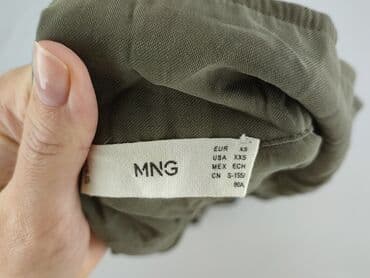 MNG
EUR XS
USA XXS
MEX ECH
CN S-155/
80A